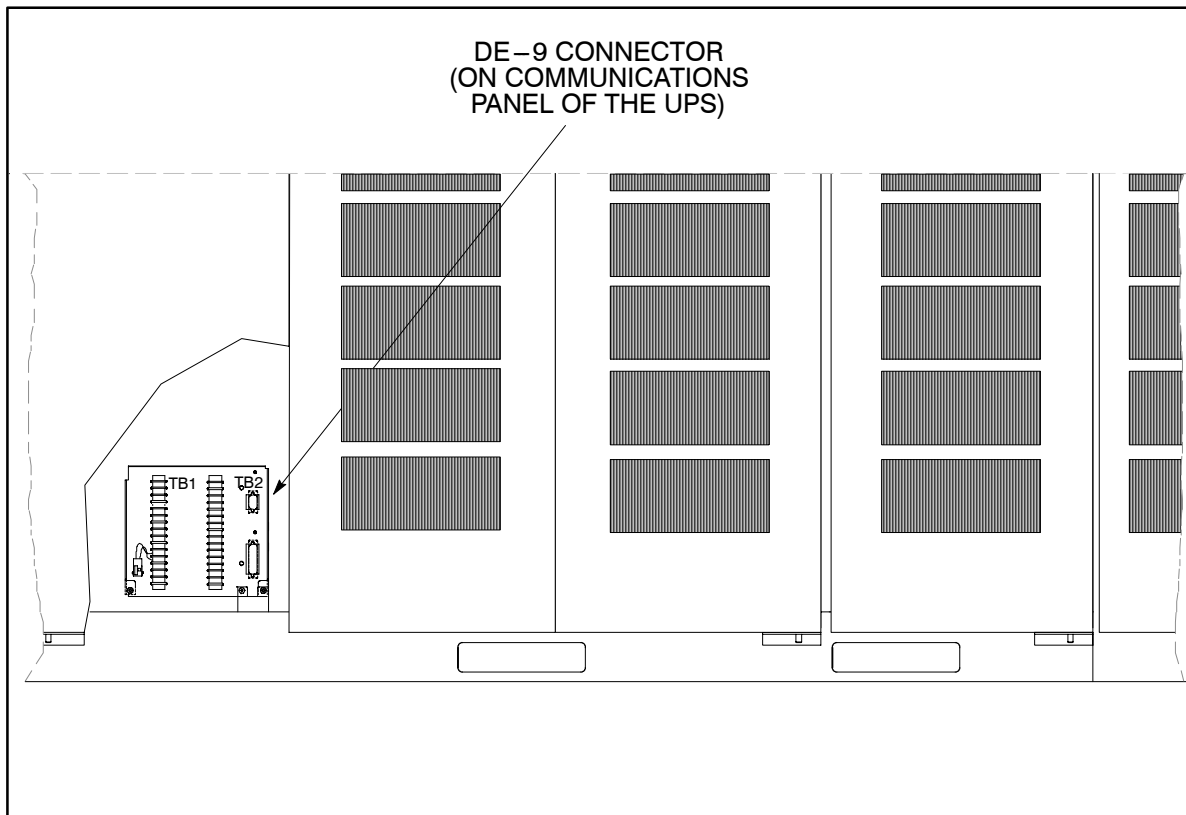 DE–9 CONNECTOR
(ON COMMUNICATIONS
PANEL OF THE UPS)
TB1
TB2